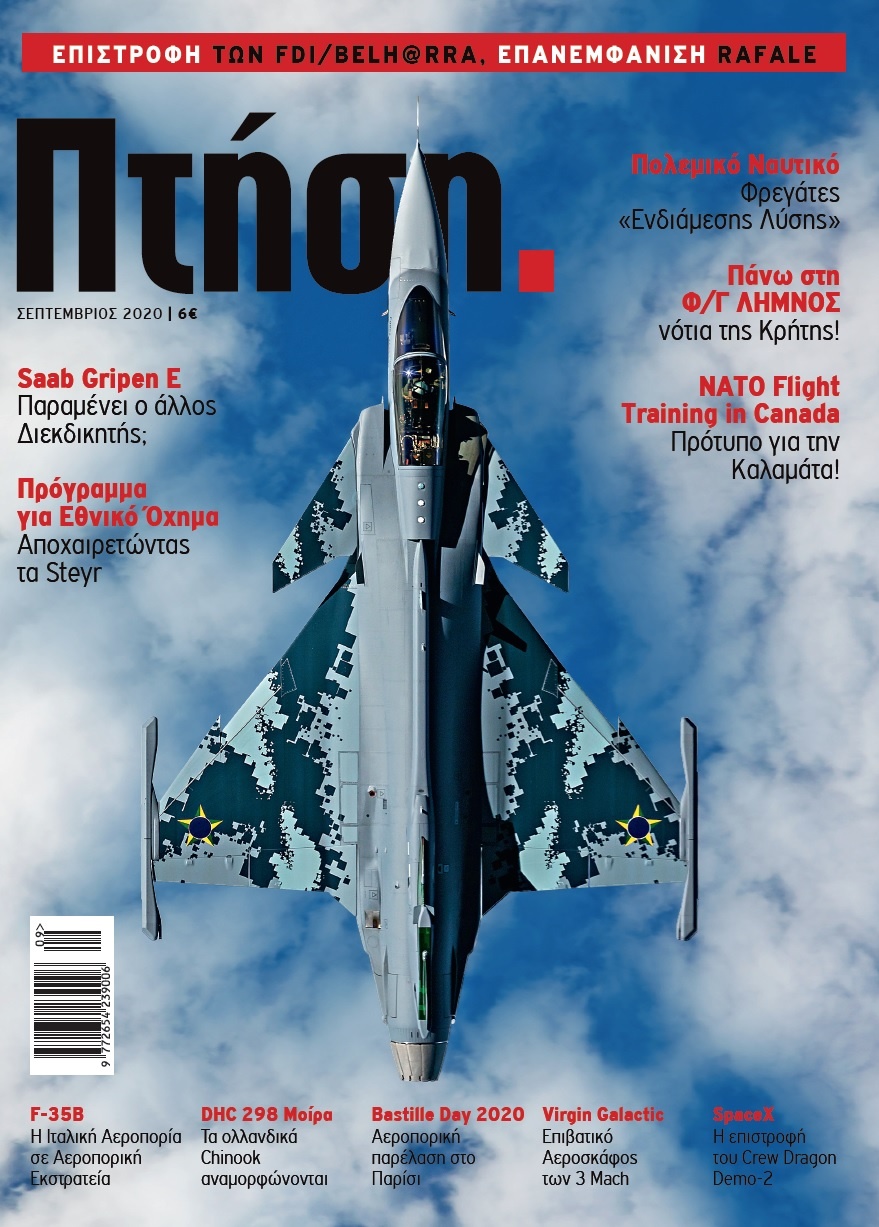 ΕΠΙΣΤΡΟΦΗ ΤΩΝ FDI/BELH@RRA, ΕΠΑΝΕΜΦΑΝΙΣΗ RAFALE
Πτήση.
ΣΕΠΤΕΜΒΡΙΟΣ 2020 | 6€
Saab Gripen E
Παραμένει ο άλλος
Διεκδικητής;
Πρόγραμμα
για Εθνικό Όχημα
Αποχαιρετώντας
τα Steyr
Πολεμικό Ναυτικό
Φρεγάτες
«Ενδιάμεσης Λύσης»
Πάνω στη
Φ/Γ ΛΗΜΝΟΣ
νότια της Κρήτης!
NATO Flight
Training in Canada
Πρότυπο για την
Καλαμάτα!
09>
9 772654 239006
F-35B
Η Ιταλική Αεροπορία
σε Αεροπορική
Εκστρατεία
DHC 298 Μοίρα
Τα ολλανδικά
Chinook
αναμορφώνονται
Bastille Day 2020
Αεροπορική
παρέλαση στο
Παρίσι
Virgin Galactic
Επιβατικό
Αεροσκάφος
των 3 Mach
SpaceX
Η επιστροφή
του Crew Dragon
Demo-2